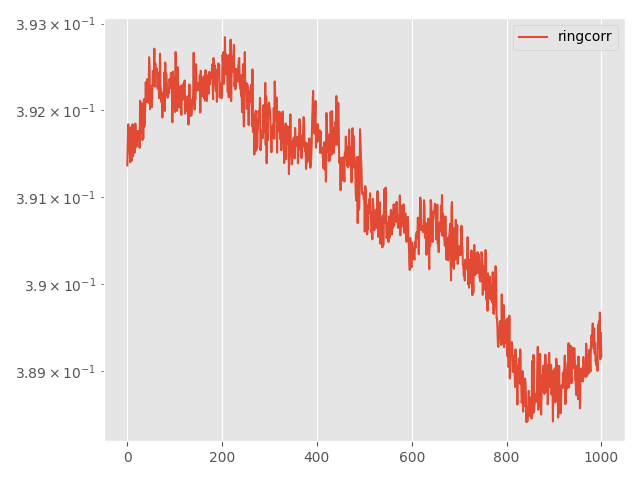 3.93 × 10⁻¹
3.92 × 10⁻¹
3.91 × 10⁻¹
3.9 × 10⁻¹
3.89 × 10⁻¹
0 200 400 600 800 1000
ringcorr